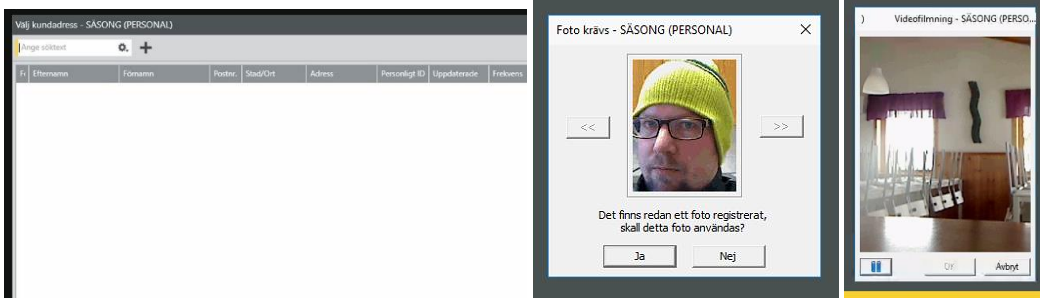 Välj kundadress - SÄSONG (PERSONAL)
Ange söktext
Efternamn Förnamn Postnr. Stad/Ort Adress Personligt ID Uppdaterade Frekvens
Foto krävs - SÄSONG (PERSONAL)
<< >>
Det finns redan ett foto registrerat,
skall detta foto användas?
Ja Nej
) Videofilmning - SÄSONG (PERSO...
OK Avbryt